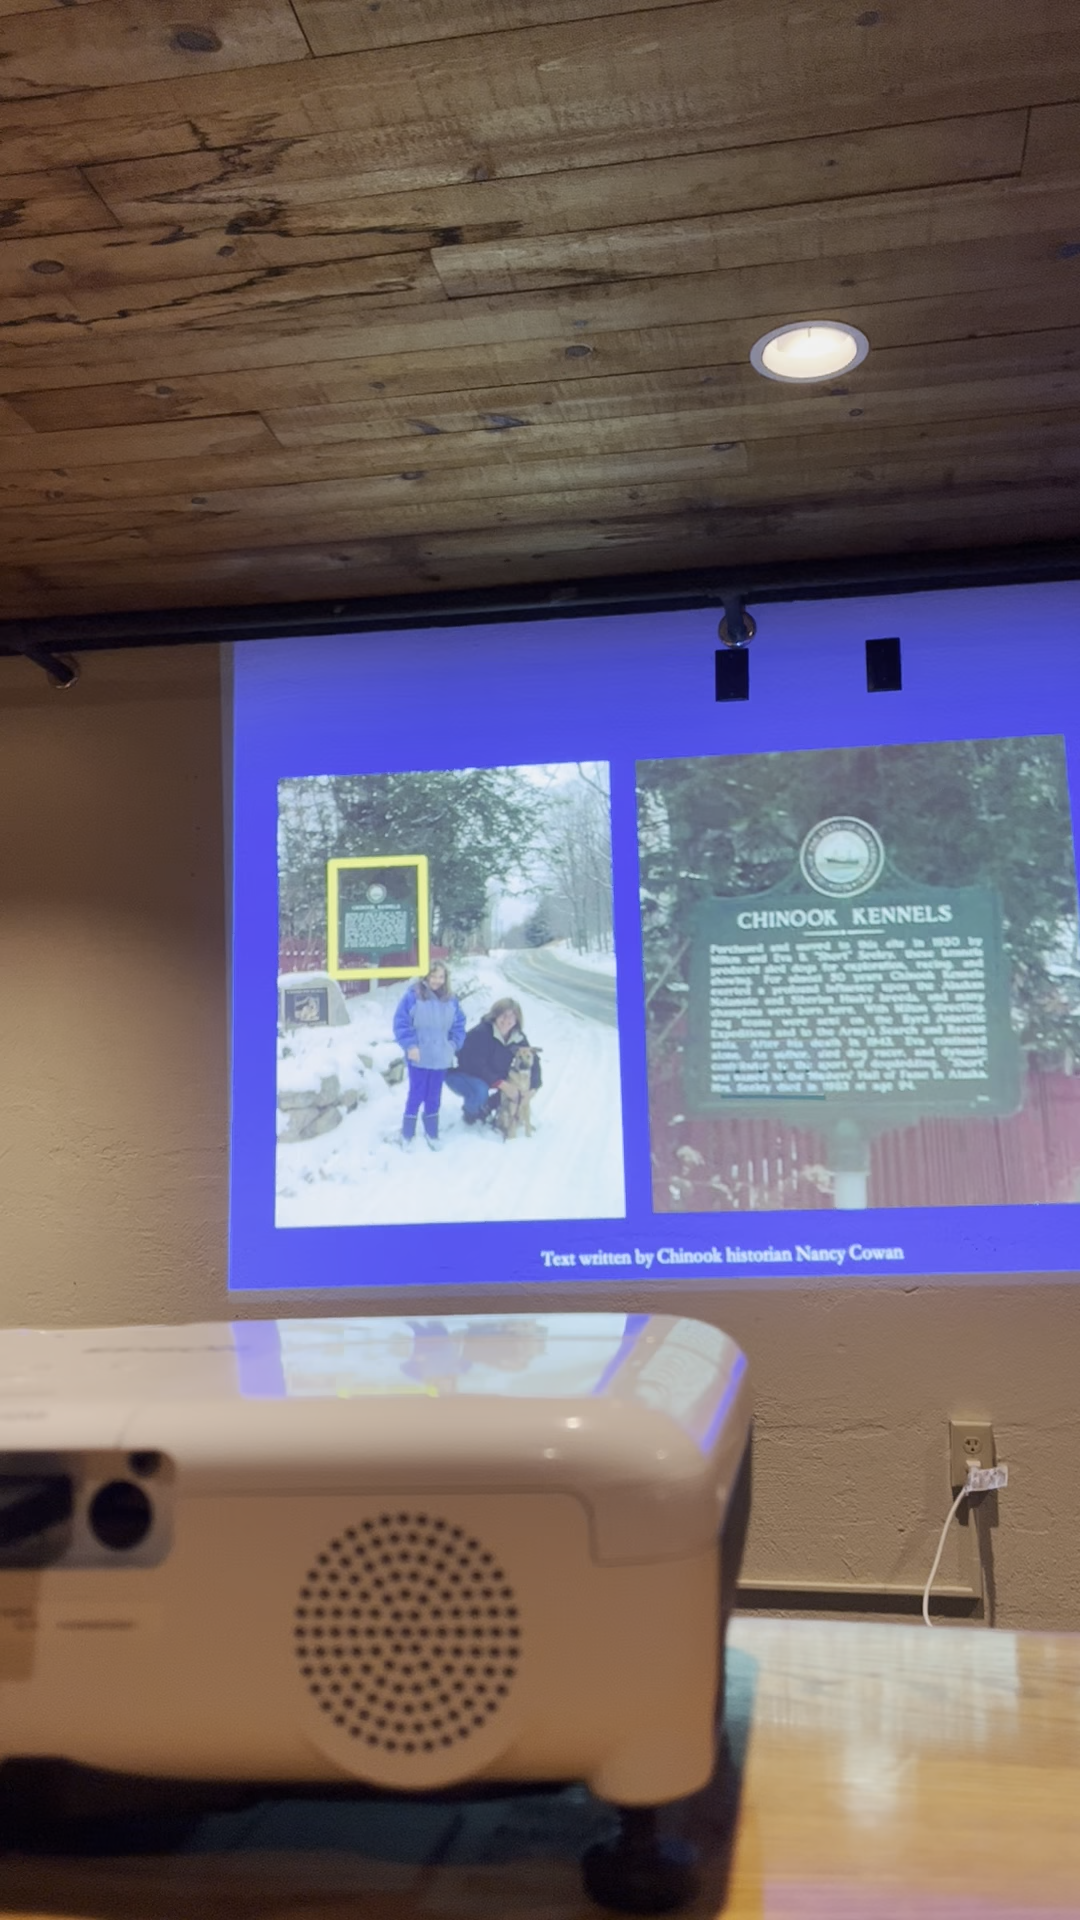 CHINOOK KENNELS
CHINOOK KENNELS
Purchased and moved to this site in 1930 by
Milton and Eva B. "Short" Seeley, these kennels
produced sled dogs for exploration, racing, and
showing. For about 50 years Chinook Kennels
exerted a profound influence upon the Alaskan
Malamute and Siberian Husky breeds, and many
champions were born here. With Milton directing,
dog teams were sent on the Byrd Antarctic
Expeditions and to the Army's Search and Rescue
units. After his death in 1943, Eva continued
alone. An author, sled dog racer, and dynamic
contributor to the sport of dogsledding, "Short"
was named to the Mushers' Hall of Fame in Alaska.
Mrs. Seeley died in 1983 at age 94.
Text written by Chinook historian Nancy Cowan